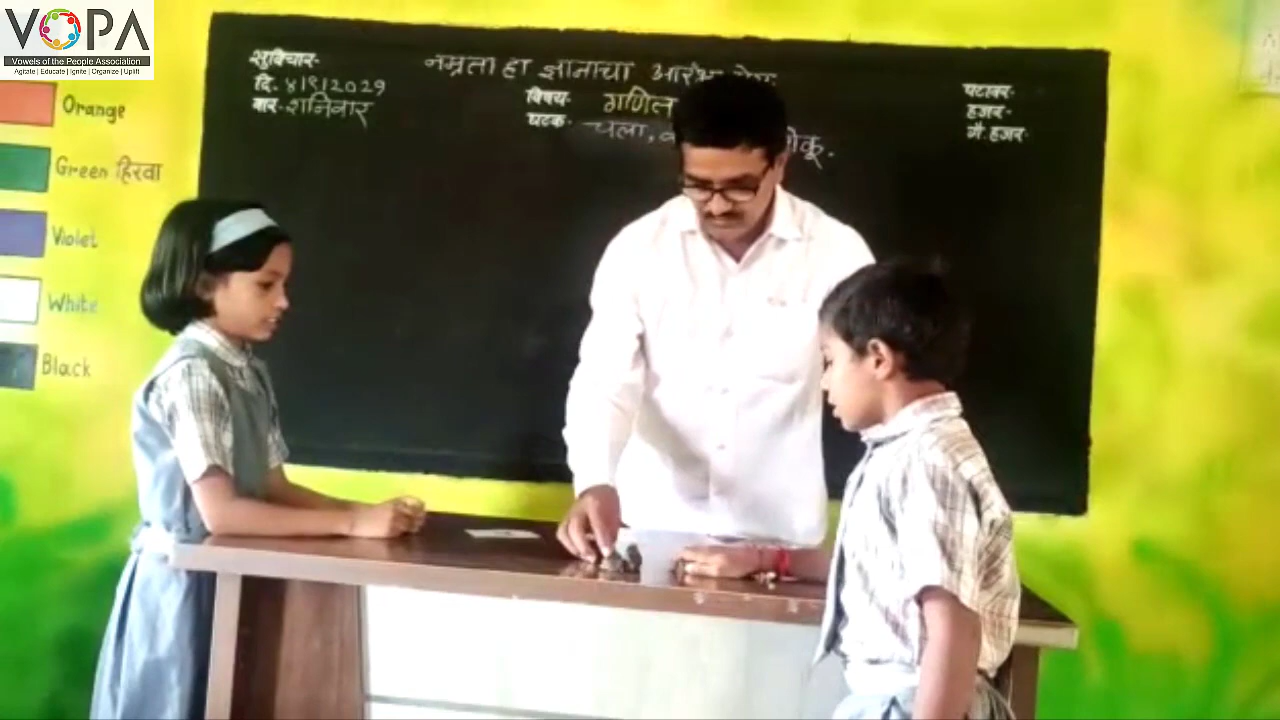 VOPA
Vowels of the People Association
Agitate | Educate | Ignite | Organize | Uplift
Orange
Green हिरवा
Violet
White
Black
सुविचार-
नम्रता हा ज्ञानाचा आरंभ
दि. ४।९।२०२१
वार- शनिवार
विषय- गणित
घटक- चला,
पटावर-
हजर-
गै हजर-